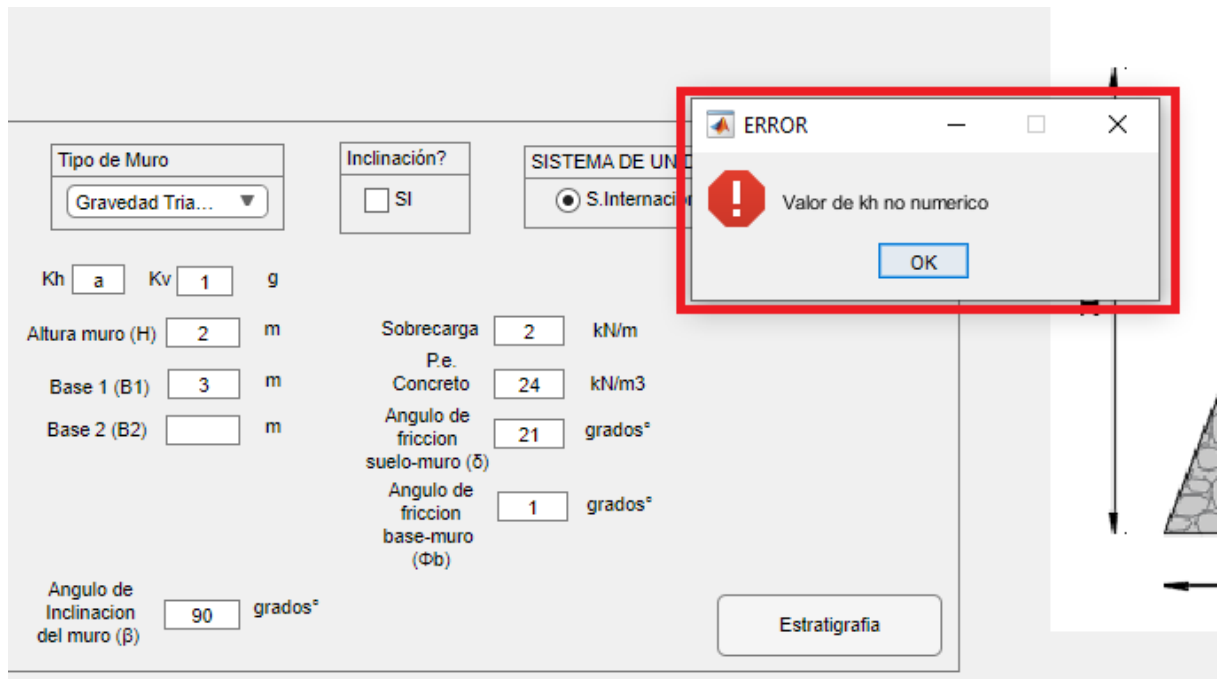 ERROR
Valor de kh no numerico
OK
Tipo de Muro
Gravedad Tria...
Inclinación?
SI
SISTEMA DE UNID
S.Internacion
Kh a Kv 1 g
Altura muro (H) 2 m
Base 1 (B1) 3 m
Base 2 (B2) m
Sobrecarga 2 kN/m
P.e.
Concreto 24 kN/m3
Angulo de
friccion 21 grados°
suelo-muro (δ)
Angulo de
friccion 1 grados°
base-muro
(Φb)
Angulo de
Inclinacion 90 grados°
del muro (β)
Estratigrafia